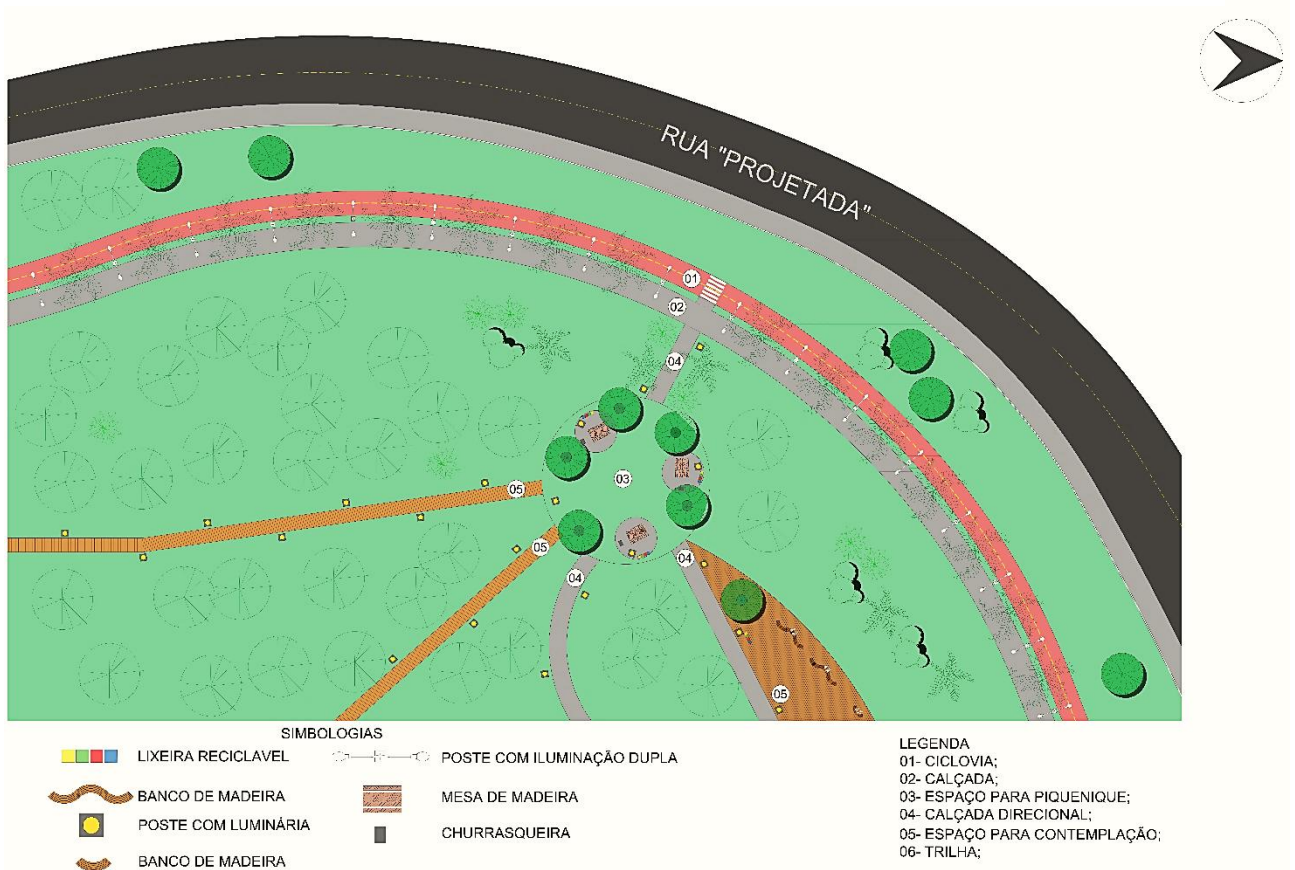 RUA "PROJETADA"
01
02
04
03
05
05
04
04
05
SIMBOLOGIAS
LIXEIRA RECICLAVEL
POSTE COM ILUMINAÇÃO DUPLA
BANCO DE MADEIRA
MESA DE MADEIRA
POSTE COM LUMINÁRIA
CHURRASQUEIRA
BANCO DE MADEIRA
LEGENDA
01- CICLOVIA;
02- CALÇADA;
03- ESPAÇO PARA PIQUENIQUE;
04- CALÇADA DIRECIONAL;
05- ESPAÇO PARA CONTEMPLAÇÃO;
06- TRILHA;